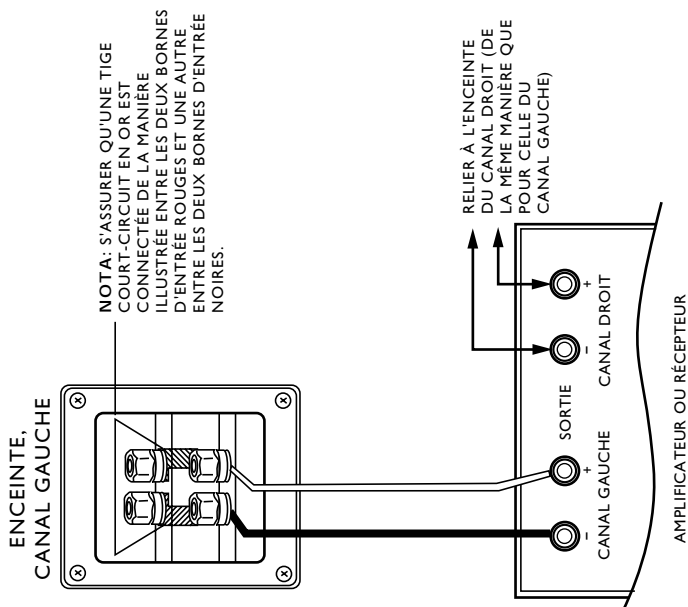 ENCEINTE,
CANAL GAUCHE
NOTA: S'ASSURER QU'UNE TIGE
COURT-CIRCUIT EN OR EST
CONNECTÉE DE LA MANIÈRE
ILLUSTRÉE ENTRE LES DEUX BORNES
D'ENTRÉE ROUGES ET UNE AUTRE
ENTRE LES DEUX BORNES D'ENTRÉE
NOIRES.
RELIER À L'ENCEINTE
DU CANAL DROIT (DE
LA MÊME MANIÈRE QUE
POUR CELLE DU
CANAL GAUCHE)
SORTIE
- +
CANAL GAUCHE
- +
CANAL DROIT
AMPLIFICATEUR OU RÉCEPTEUR